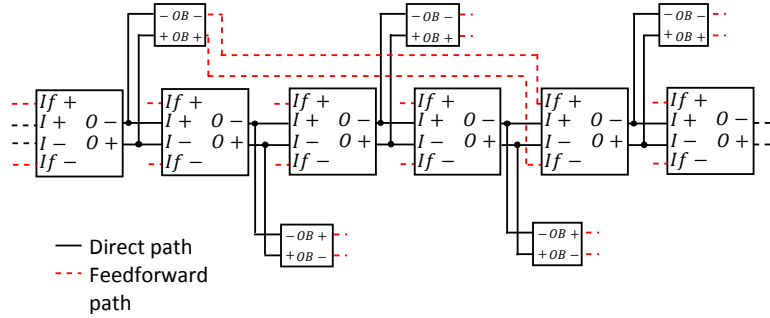 − OB −
+ OB +
− OB −
+ OB +
− OB −
+ OB +
If +
I + O −
I − O +
If −
If +
I + O −
I − O +
If −
If +
I + O −
I − O +
If −
If +
I + O −
I − O +
If −
If +
I + O −
I − O +
If −
If +
I + O −
I − O +
If −
− OB +
+ OB −
− OB +
+ OB −
Direct path
Feedforward
path